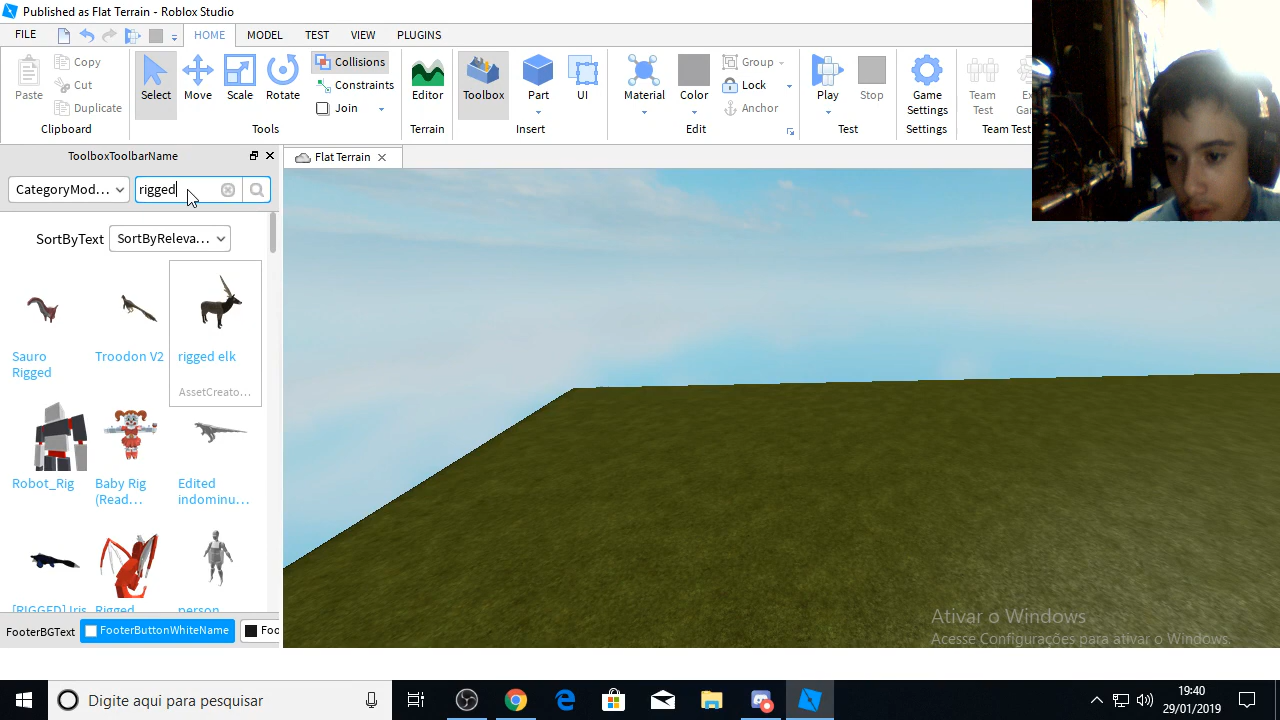 Published as Flat Terrain - Roblox Studio
FILE HOME MODEL TEST VIEW PLUGINS
Paste Copy Cut Duplicate
Select Move Scale Rotate
Collisions Constraints Join
Editor Toolbox Part UI
Material Color Group Lock Anchor
Play Stop Game Settings Team Test
Clipboard Tools Terrain Insert Edit Test Settings Team Test
ToolboxToolbarName
Flat Terrain
CategoryMod... rigged
SortByText SortByReleva...
Sauro Rigged
Troodon V2
rigged elk
AssetCreato...
Robot_Rig
Baby Rig (Read...
Edited indominu...
[RIGGED] Iris
Rigged
person
FooterBGText FooterButtonWhiteName Foo
Ativar o Windows
Acesse Configurações para ativar o Windows.
Digite aqui para pesquisar
19:40
29/01/2019